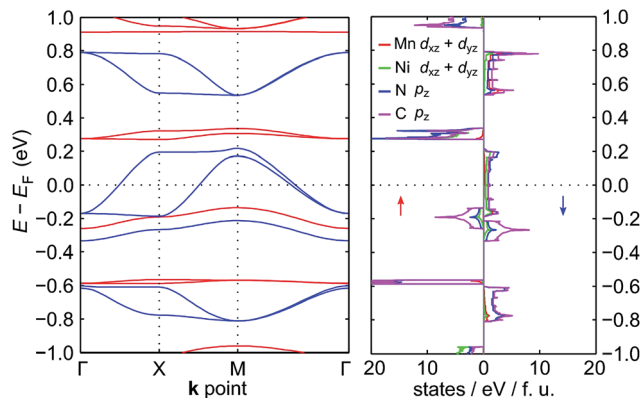 1.0
0.8
0.6
0.4
0.2
0.0
−0.2
−0.4
−0.6
−0.8
−1.0
E − E_F (eV)
Γ X M Γ
k point
Mn d_xz + d_yz
Ni d_xz + d_yz
N p_z
C p_z
1.0
0.8
0.6
0.4
0.2
0.0
−0.2
−0.4
−0.6
−0.8
−1.0
20 10 0 10 20
states / eV / f. u.